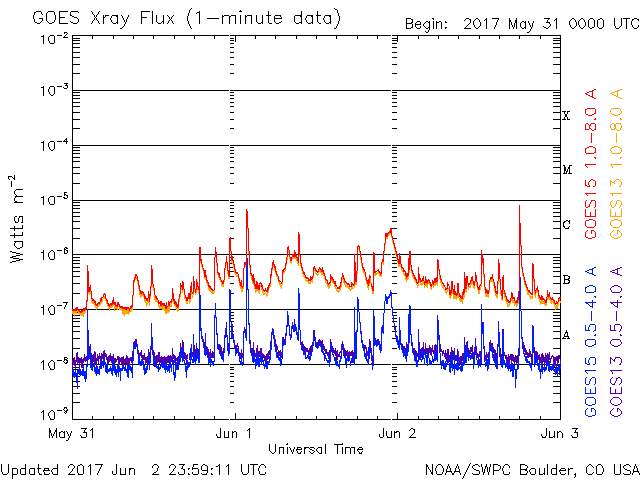 GOES Xray Flux (1-minute data)
Begin: 2017 May 31 0000 UTC
10⁻²
10⁻³
10⁻⁴
10⁻⁵
10⁻⁶
10⁻⁷
10⁻⁸
10⁻⁹
Watts m⁻²
X
M
C
B
A
GOES15 1.0-8.0 A
GOES13 1.0-8.0 A
GOES15 0.5-4.0 A
GOES13 0.5-4.0 A
May 31
Jun 1
Jun 2
Jun 3
Universal Time
Updated 2017 Jun 2 23:59:11 UTC
NOAA/SWPC Boulder, CO USA